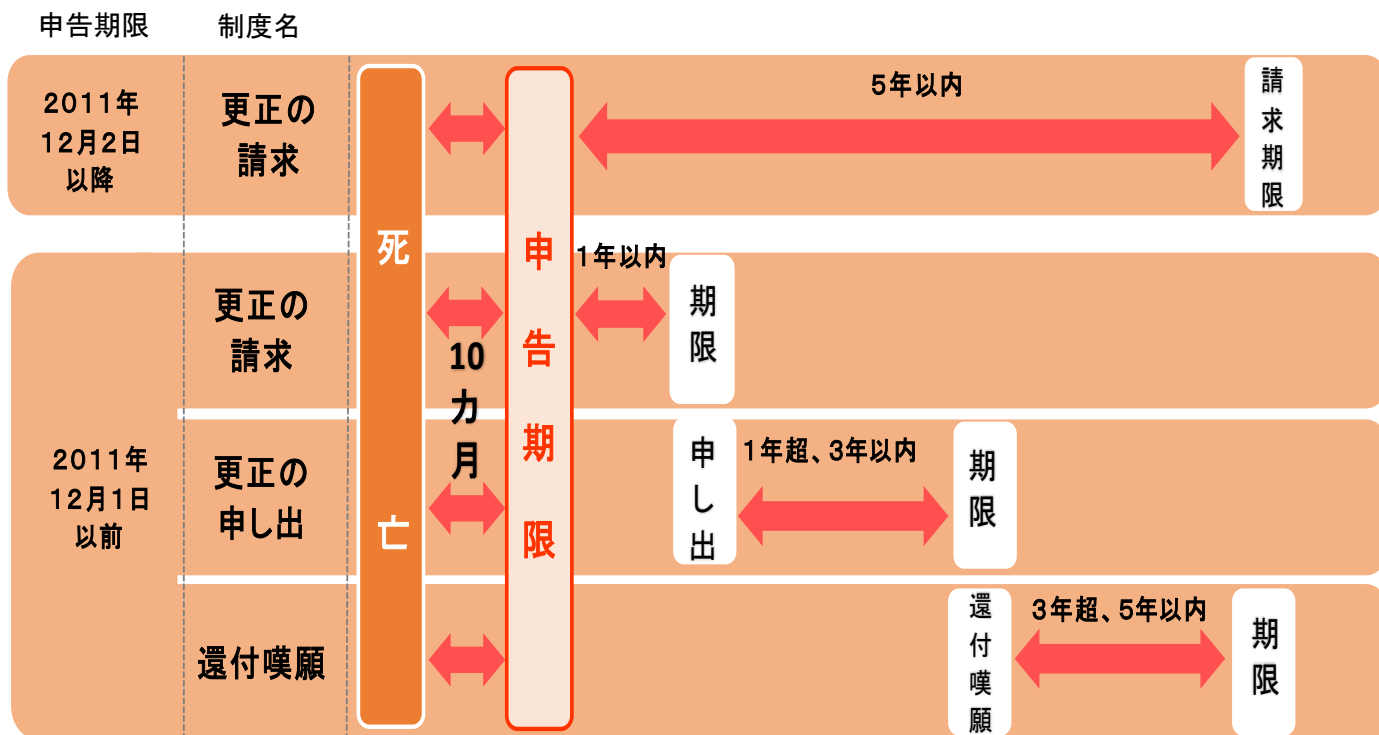 申告期限
制度名
2011年
12月2日
以降
更正の
請求
5年以内
請求期限
死亡
申告期限
10カ月
2011年
12月1日
以前
更正の
請求
1年以内
期限
更正の
申し出
申し出
1年超、3年以内
期限
還付嘆願
還付嘆願
3年超、5年以内
期限